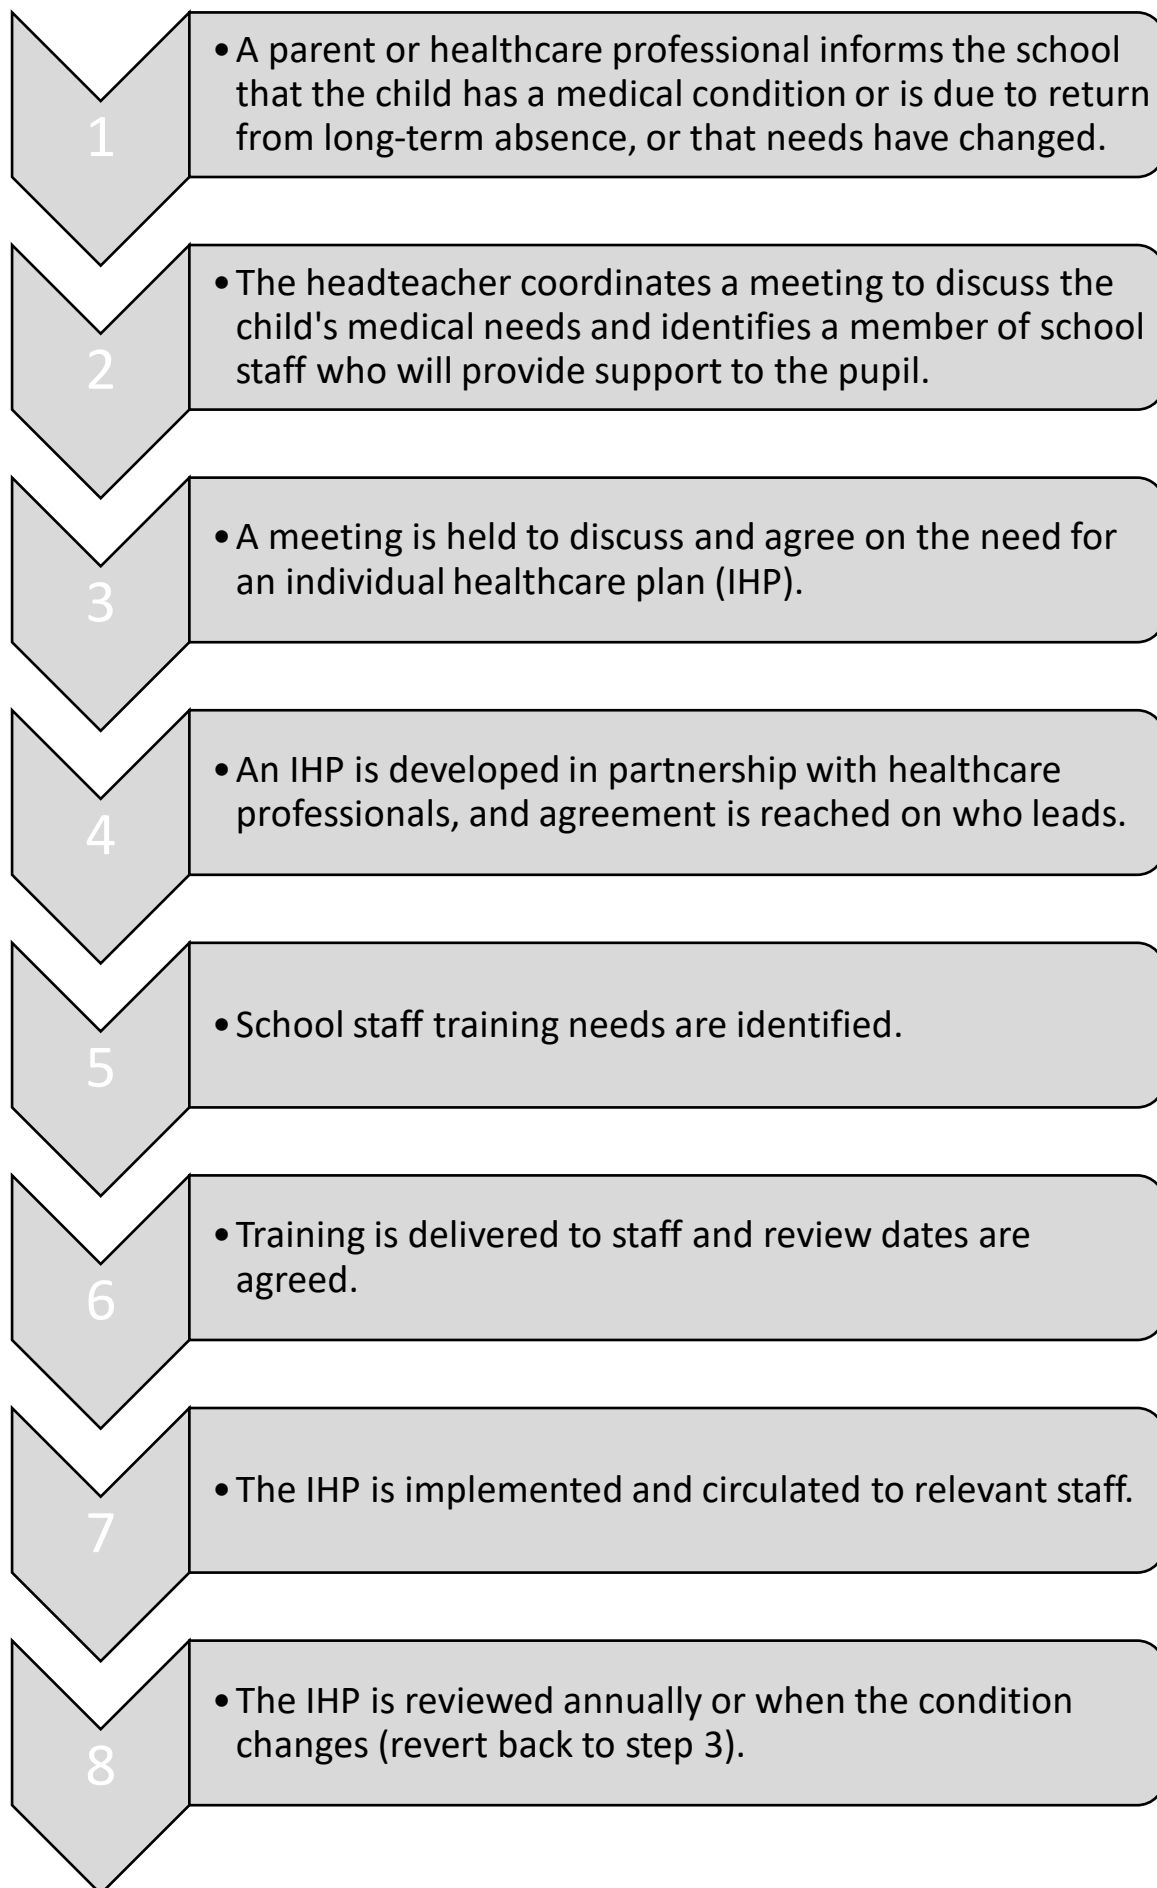 1
• A parent or healthcare professional informs the school
that the child has a medical condition or is due to return
from long-term absence, or that needs have changed.
2
• The headteacher coordinates a meeting to discuss the
child's medical needs and identifies a member of school
staff who will provide support to the pupil.
3
• A meeting is held to discuss and agree on the need for
an individual healthcare plan (IHP).
4
• An IHP is developed in partnership with healthcare
professionals, and agreement is reached on who leads.
5
• School staff training needs are identified.
6
• Training is delivered to staff and review dates are
agreed.
7
• The IHP is implemented and circulated to relevant staff.
8
• The IHP is reviewed annually or when the condition
changes (revert back to step 3).